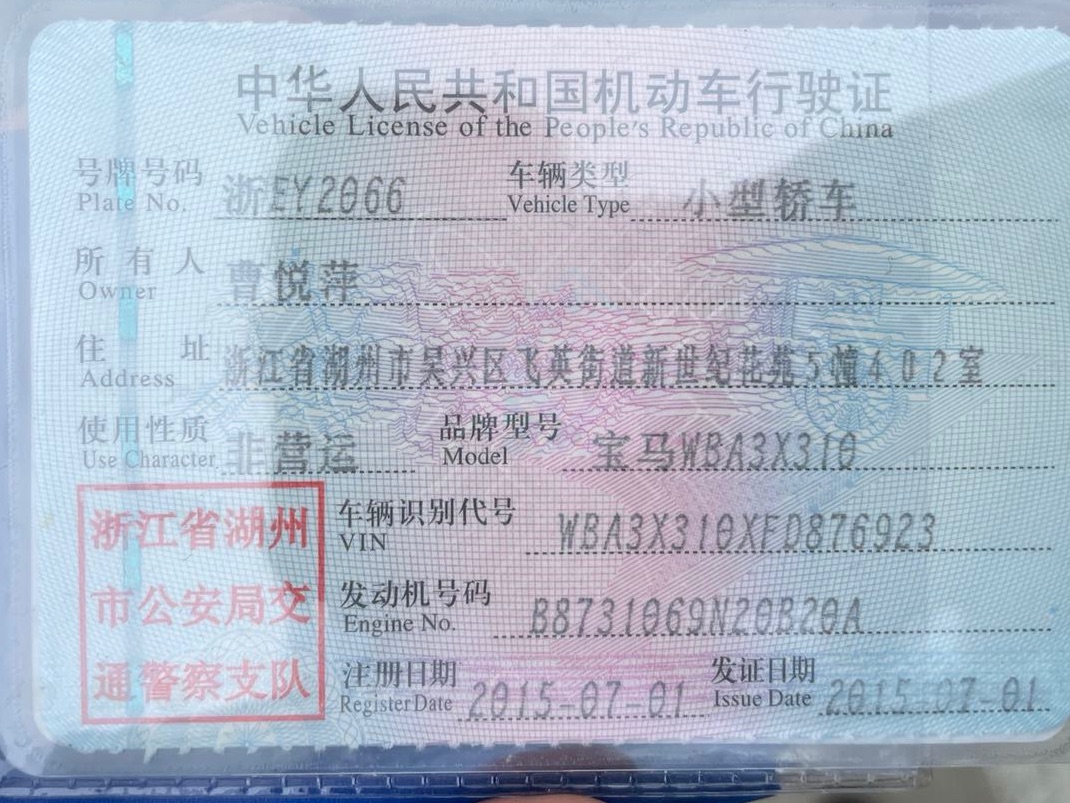 中华人民共和国机动车行驶证
Vehicle License of the People's Republic of China
号牌号码 浙EY2066 车辆类型 小型轿车
Plate No. Vehicle Type
所有人 曹悦萍
Owner
住址 浙江省湖州市吴兴区飞英街道新世纪花苑5幢402室
Address
使用性质 非营运 品牌型号 宝马WBA3X310
Use Character Model
浙江省湖州
市公安局交
通警察支队
车辆识别代号 WBA3X310XFD876923
VIN
发动机号码 B8731069N20B20A
Engine No.
注册日期 2015-07-01 发证日期 2015-07-01
Register Date Issue Date